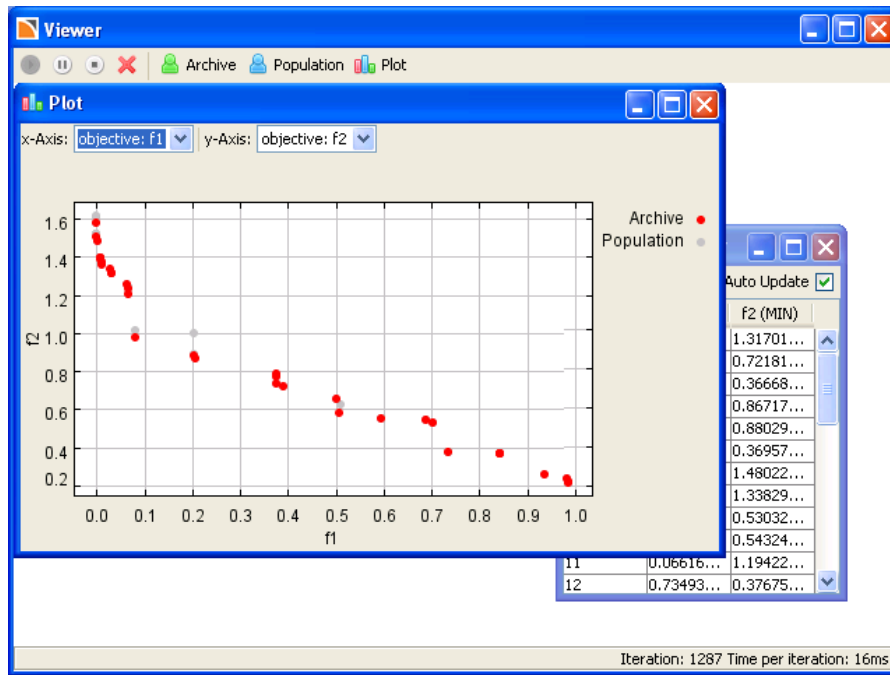 Viewer
Archive Population Plot
Plot
x-Axis: objective: f1 y-Axis: objective: f2
Archive
Population
1.6
1.4
1.2
1.0
0.8
0.6
0.4
0.2
f2
0.0 0.1 0.2 0.3 0.4 0.5 0.6 0.7 0.8 0.9 1.0
f1
Auto Update
f2 (MIN)
1.31701...
0.72181...
0.36668...
0.86717...
0.88029...
0.36957...
1.48022...
1.33829...
0.53032...
0.54324...
11 0.06616... 1.19422...
12 0.73493... 0.37675...
Iteration: 1287 Time per iteration: 16ms